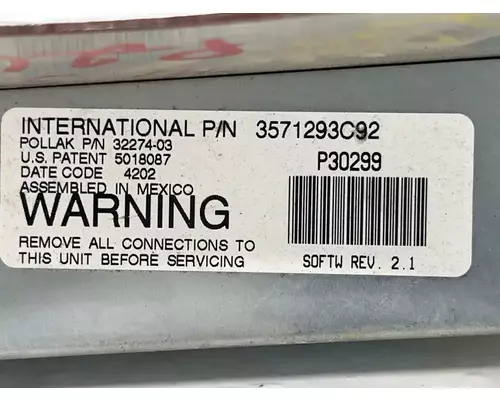 INTERNATIONAL P/N 3571293C92
POLLAK P/N 32274-03
U.S. PATENT 5018087
DATE CODE 4202
ASSEMBLED IN MEXICO
WARNING
REMOVE ALL CONNECTIONS TO
THIS UNIT BEFORE SERVICING
P30299
SOFTW REV. 2.1